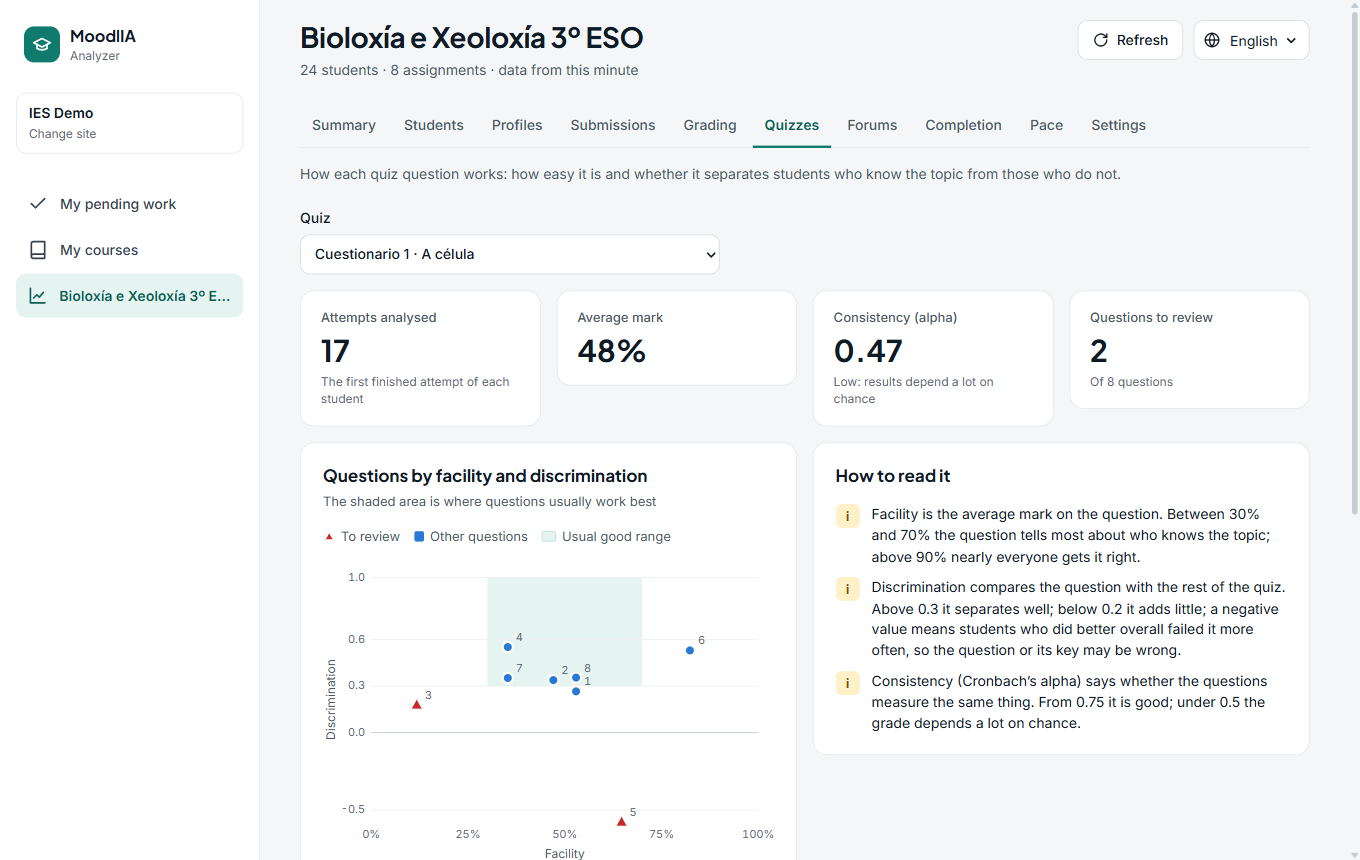 MoodlIA
Analyzer
IES Demo
Change site
My pending work
My courses
Bioloxía e Xeoloxía 3º E...
Bioloxía e Xeoloxía 3º ESO
24 students · 8 assignments · data from this minute
Refresh
English
Summary
Students
Profiles
Submissions
Grading
Quizzes
Forums
Completion
Pace
Settings
How each quiz question works: how easy it is and whether it separates students who know the topic from those who do not.
Quiz
Cuestionario 1 · A célula
Attempts analysed
17
The first finished attempt of each
student
Average mark
48%
Consistency (alpha)
0.47
Low: results depend a lot on
chance
Questions to review
2
Of 8 questions
Questions by facility and discrimination
The shaded area is where questions usually work best
To review
Other questions
Usual good range
1.0
0.6
0.3
0.0
-0.5
Discrimination
4
7
2
8
1
6
3
5
0%
25%
50%
75%
100%
Facility
How to read it
i
Facility is the average mark on the question. Between 30%
and 70% the question tells most about who knows the topic;
above 90% nearly everyone gets it right.
i
Discrimination compares the question with the rest of the quiz.
Above 0.3 it separates well; below 0.2 it adds little; a negative
value means students who did better overall failed it more
often, so the question or its key may be wrong.
i
Consistency (Cronbach’s alpha) says whether the questions
measure the same thing. From 0.75 it is good; under 0.5 the
grade depends a lot on chance.